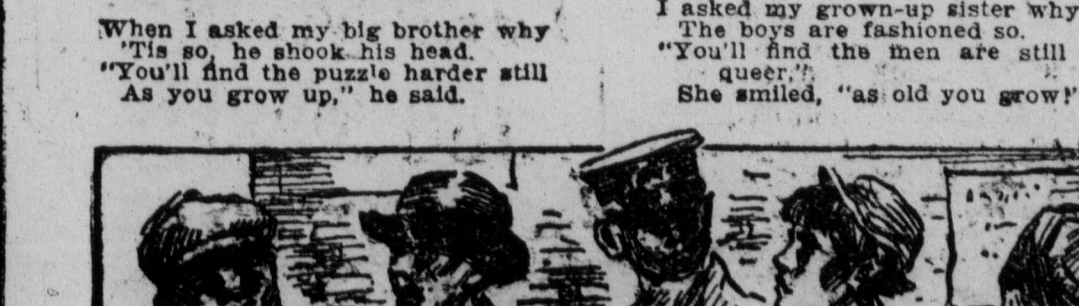 When I asked my big brother why
'Tis so, he shook his head.
"You'll find the puzzle harder still
As you grow up," he said.
I asked my grown-up sister why
The boys are fashioned so.
"You'll find the men are still
queer,"
She smiled, "as old you grow!"